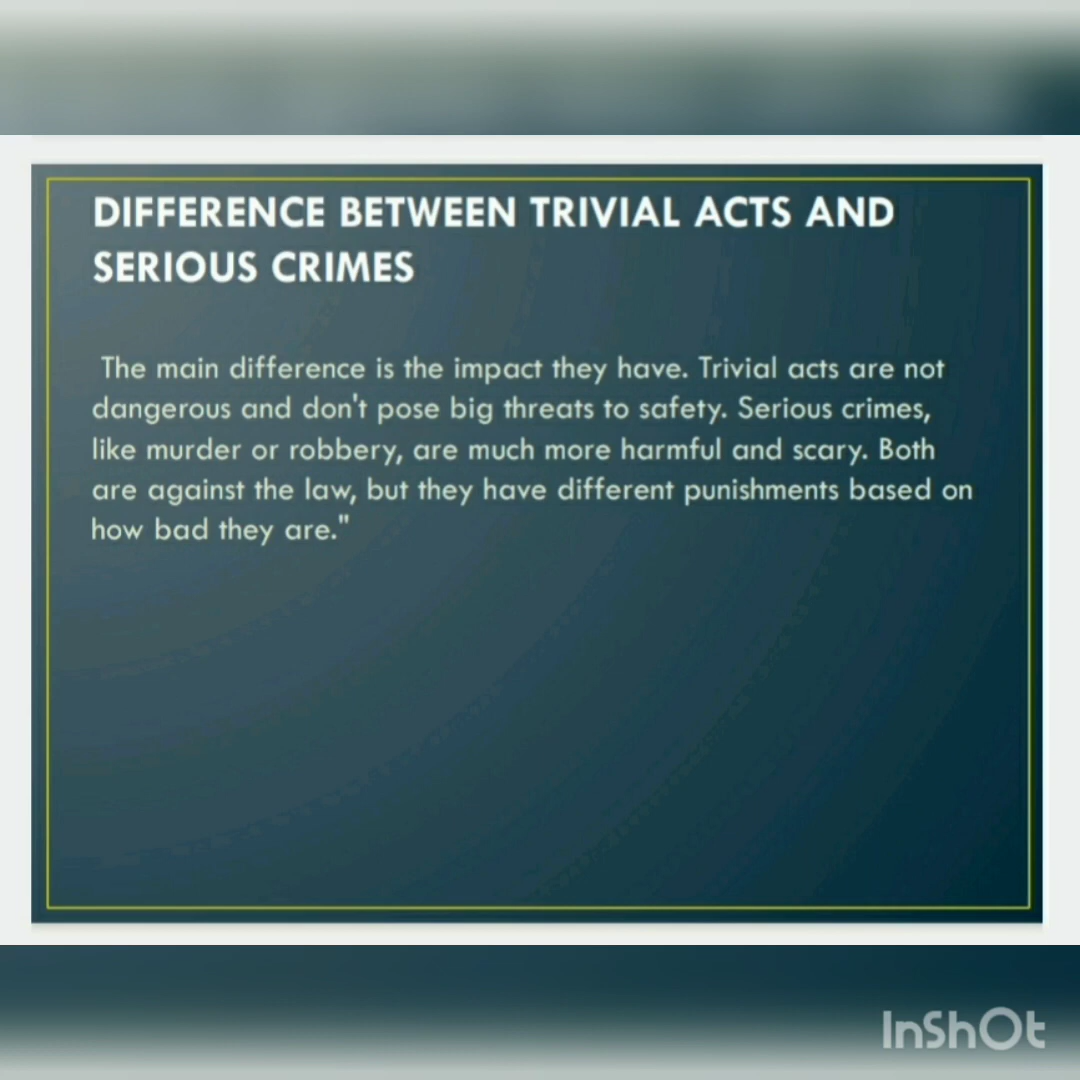 DIFFERENCE BETWEEN TRIVIAL ACTS AND
SERIOUS CRIMES
The main difference is the impact they have. Trivial acts are not
dangerous and don't pose big threats to safety. Serious crimes,
like murder or robbery, are much more harmful and scary. Both
are against the law, but they have different punishments based on
how bad they are."
InShOt